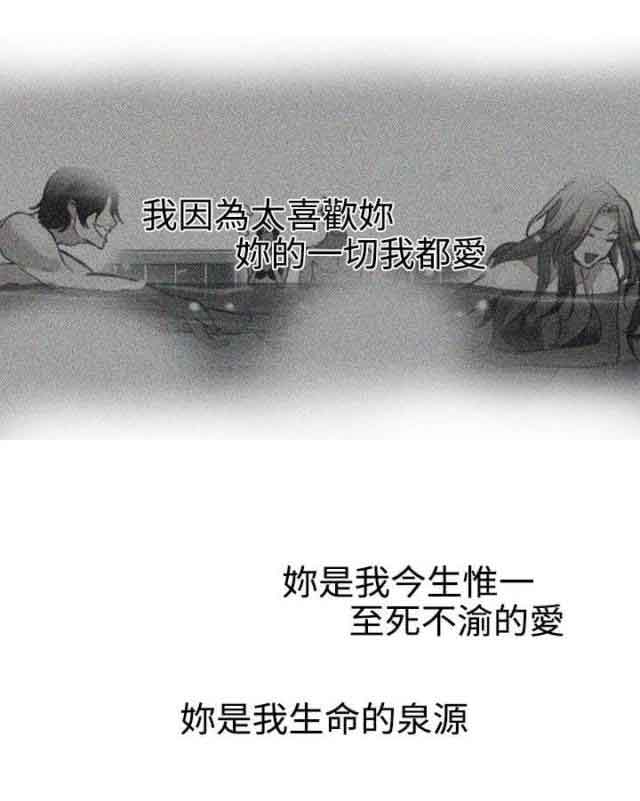 我因為太喜歡妳
妳的一切我都愛
妳是我今生惟一
至死不渝的愛
妳是我生命的泉源